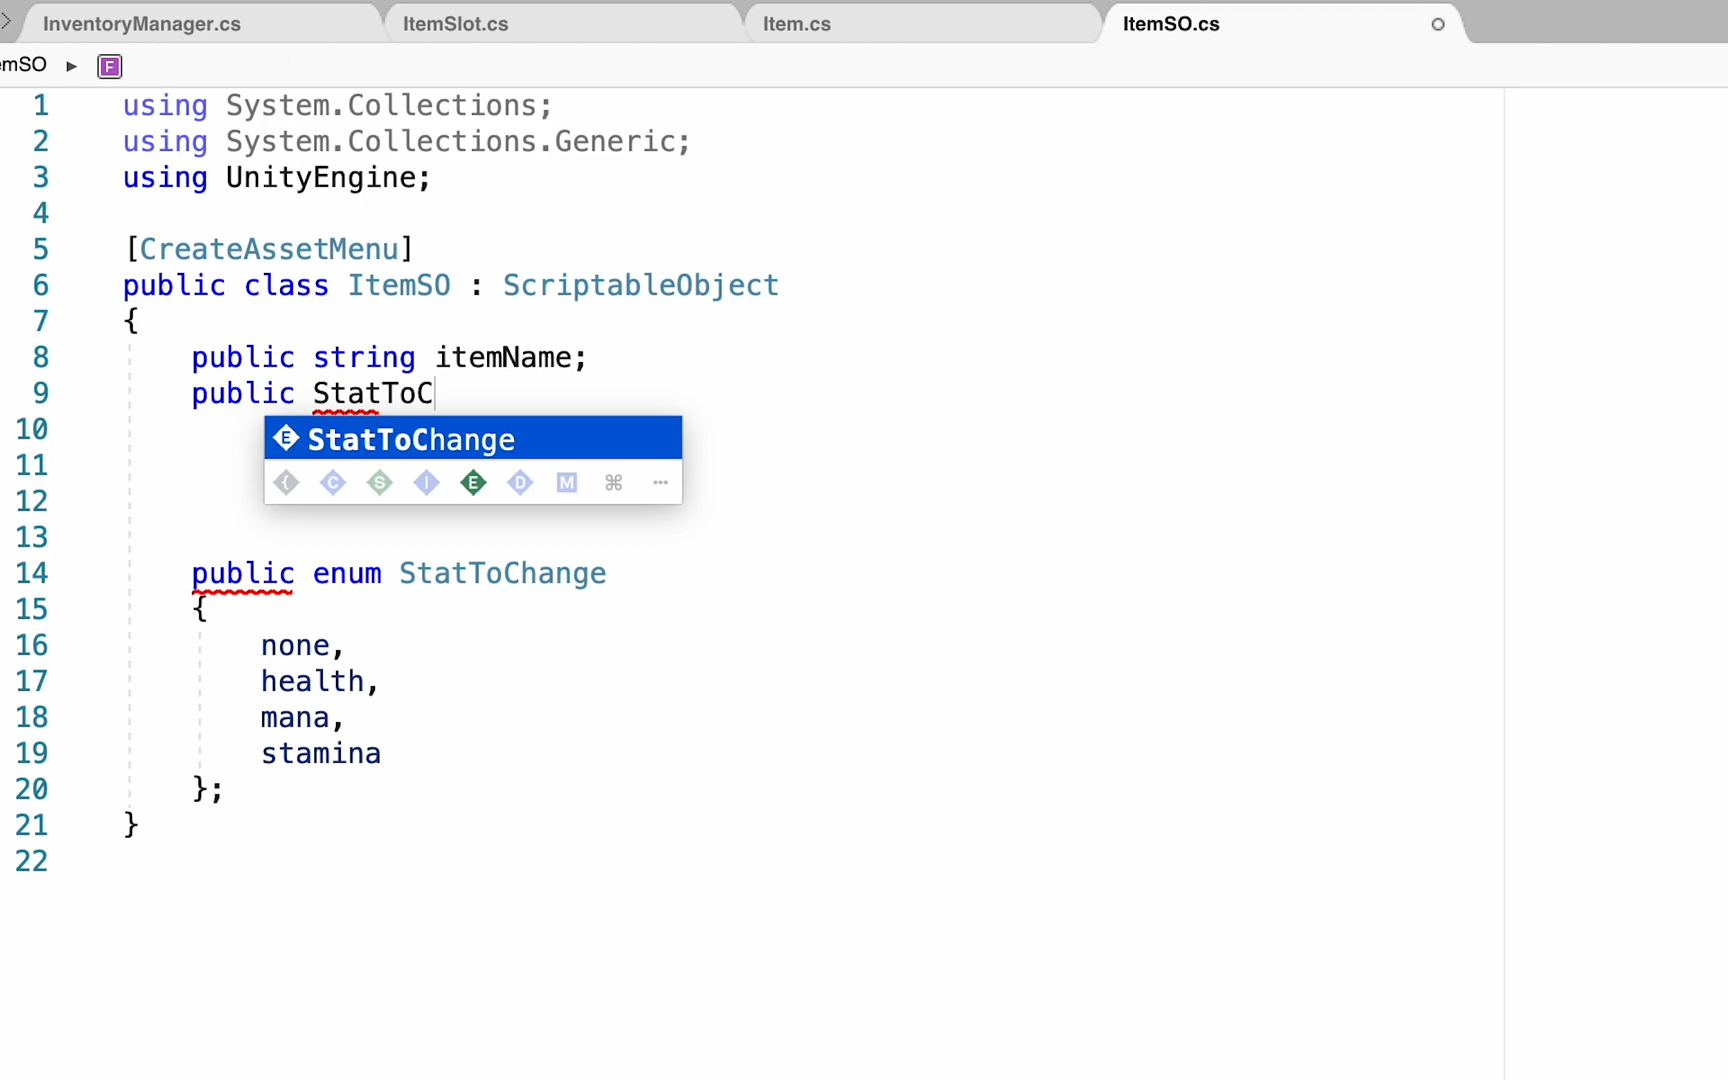 InventoryManager.cs ItemSlot.cs Item.cs ItemSO.cs
emSO F
1 using System.Collections;
2 using System.Collections.Generic;
3 using UnityEngine;
4
5 [CreateAssetMenu]
6 public class ItemSO : ScriptableObject
7 {
8 public string itemName;
9 public StatToC
10 E StatToChange
11 { C S I E D M ⌘ ...
12
13
14 public enum StatToChange
15 {
16 none,
17 health,
18 mana,
19 stamina
20 };
21 }
22